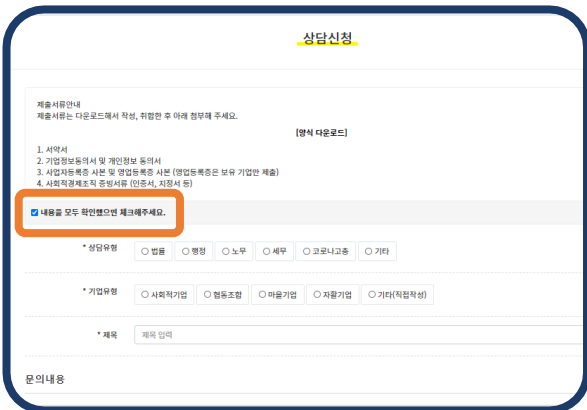 상담신청
제출서류안내
제출서류는 다운로드해서 작성, 취합한 후 아래 첨부해 주세요.
[양식 다운로드]
1. 서약서
2. 기업정보동의서 및 개인정보 동의서
3. 사업자등록증 사본 및 영업등록증 사본 (영업등록증은 보유 기업만 제출)
4. 사회적경제조직 증빙서류 (인증서, 지정서 등)
내용을 모두 확인했으면 체크해주세요.
* 상담유형 법률 행정 노무 세무 코로나고충 기타
* 기업유형 사회적기업 협동조합 마을기업 자활기업 기타(직접작성)
* 제목 제목 입력
문의내용